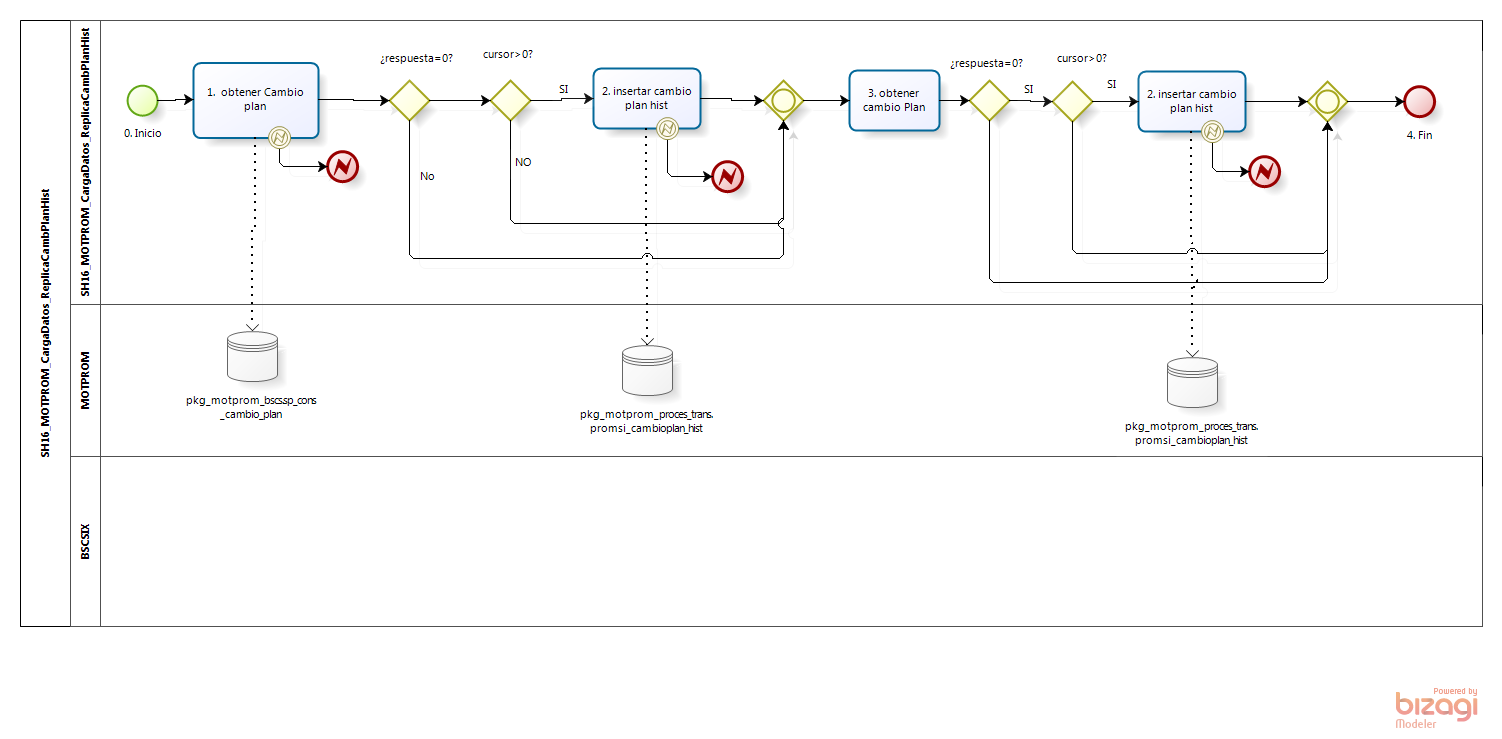 SH16_MOTPROM_CargaDatos_ReplicaCambPlanHist
SH16_MOTPROM_CargaDatos_ReplicaCambPlanHist
0. Inicio
1. obtener Cambio
plan
¿respuesta=0?
No
cursor>0?
SI
NO
2. insertar cambio
plan hist
3. obtener
cambio Plan
¿respuesta=0?
SI
cursor>0?
SI
2. insertar cambio
plan hist
4. Fin
MOTPROM
pkg_motprom_bscs.sp_cons
_cambio_plan
pkg_motprom_proces_trans.
promsi_cambioplan_hist
pkg_motprom_proces_trans.
promsi_cambioplan_hist
BSCSIX
Powered by
bizagi
Modeler